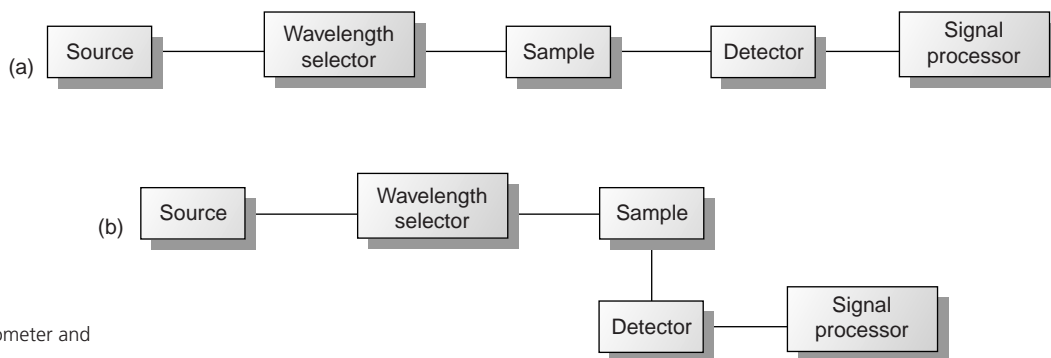 (a)
Source
Wavelength
selector
Sample
Detector
Signal
processor
(b)
Source
Wavelength
selector
Sample
Detector
Signal
processor
ometer and